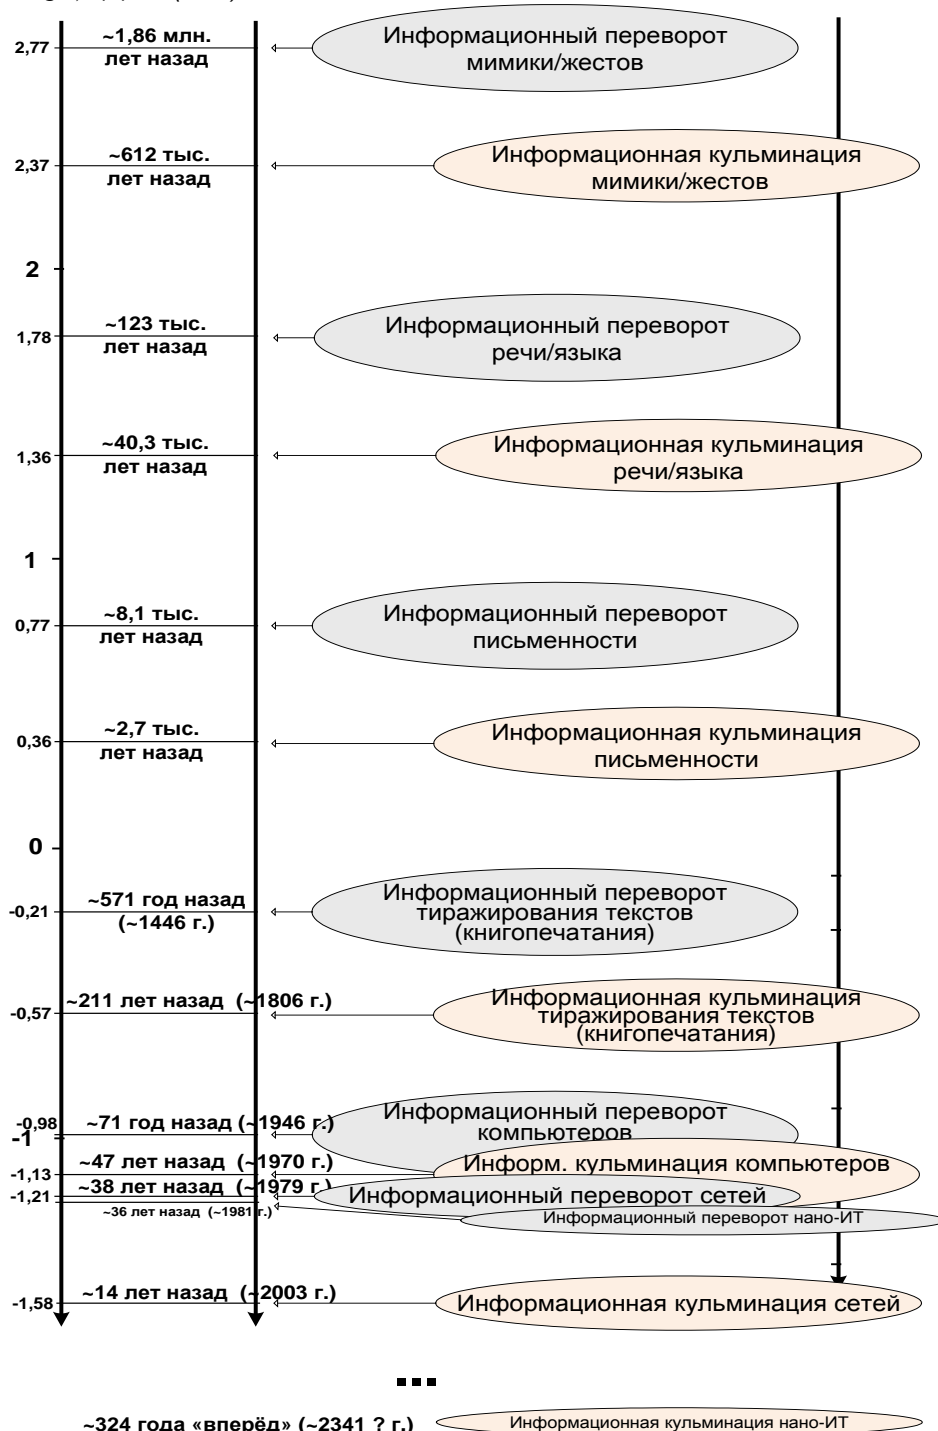 2,77
~1,86 млн.
лет назад
Информационный переворот
мимики/жестов
2,37
~612 тыс.
лет назад
Информационная кульминация
мимики/жестов
2
1,78
~123 тыс.
лет назад
Информационный переворот
речи/языка
1,36
~40,3 тыс.
лет назад
Информационная кульминация
речи/языка
1
0,77
~8,1 тыс.
лет назад
Информационный переворот
письменности
0,36
~2,7 тыс.
лет назад
Информационная кульминация
письменности
0
-0,21
~571 год назад
(~1446 г.)
Информационный переворот
тиражирования текстов
(книгопечатания)
-0,57
~211 лет назад (~1806 г.)
Информационная кульминация
тиражирования текстов
(книгопечатания)
-0,98
-1
~71 год назад (~1946 г.)
Информационный переворот
компьютеров
-1,13
~47 лет назад (~1970 г.)
Информ. кульминация компьютеров
-1,21
~38 лет назад (~1979 г.)
Информационный переворот сетей
~36 лет назад (~1981 г.)
Информационный переворот нано-ИТ
-1,58
~14 лет назад (~2003 г.)
Информационная кульминация сетей
...
~324 года «вперёд» (~2341 ? г.)
Информационная кульминация нано-ИТ